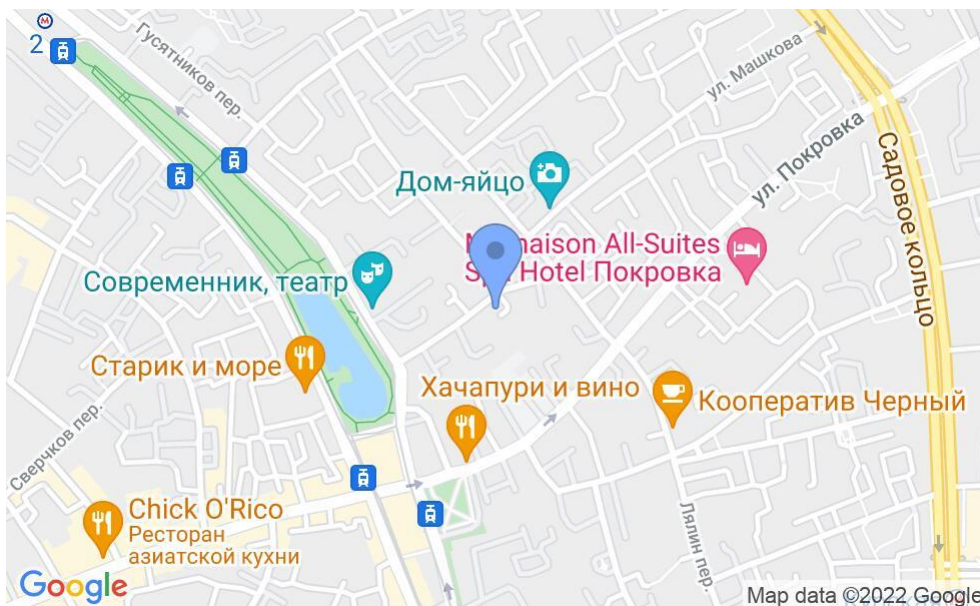 М
2
Гусятников пер.
ул. Машкова
ул. Покровка
Садовое кольцо
Дом-яйцо
All-Suites
Hotel Покровка
Современник, театр
Старик и море
Хачапури и вино
Кооператив Черный
Сверчков пер.
Chick O'Rico
Ресторан
азиатской кухни
Лялин пер.
Google
Map data ©2022 Google